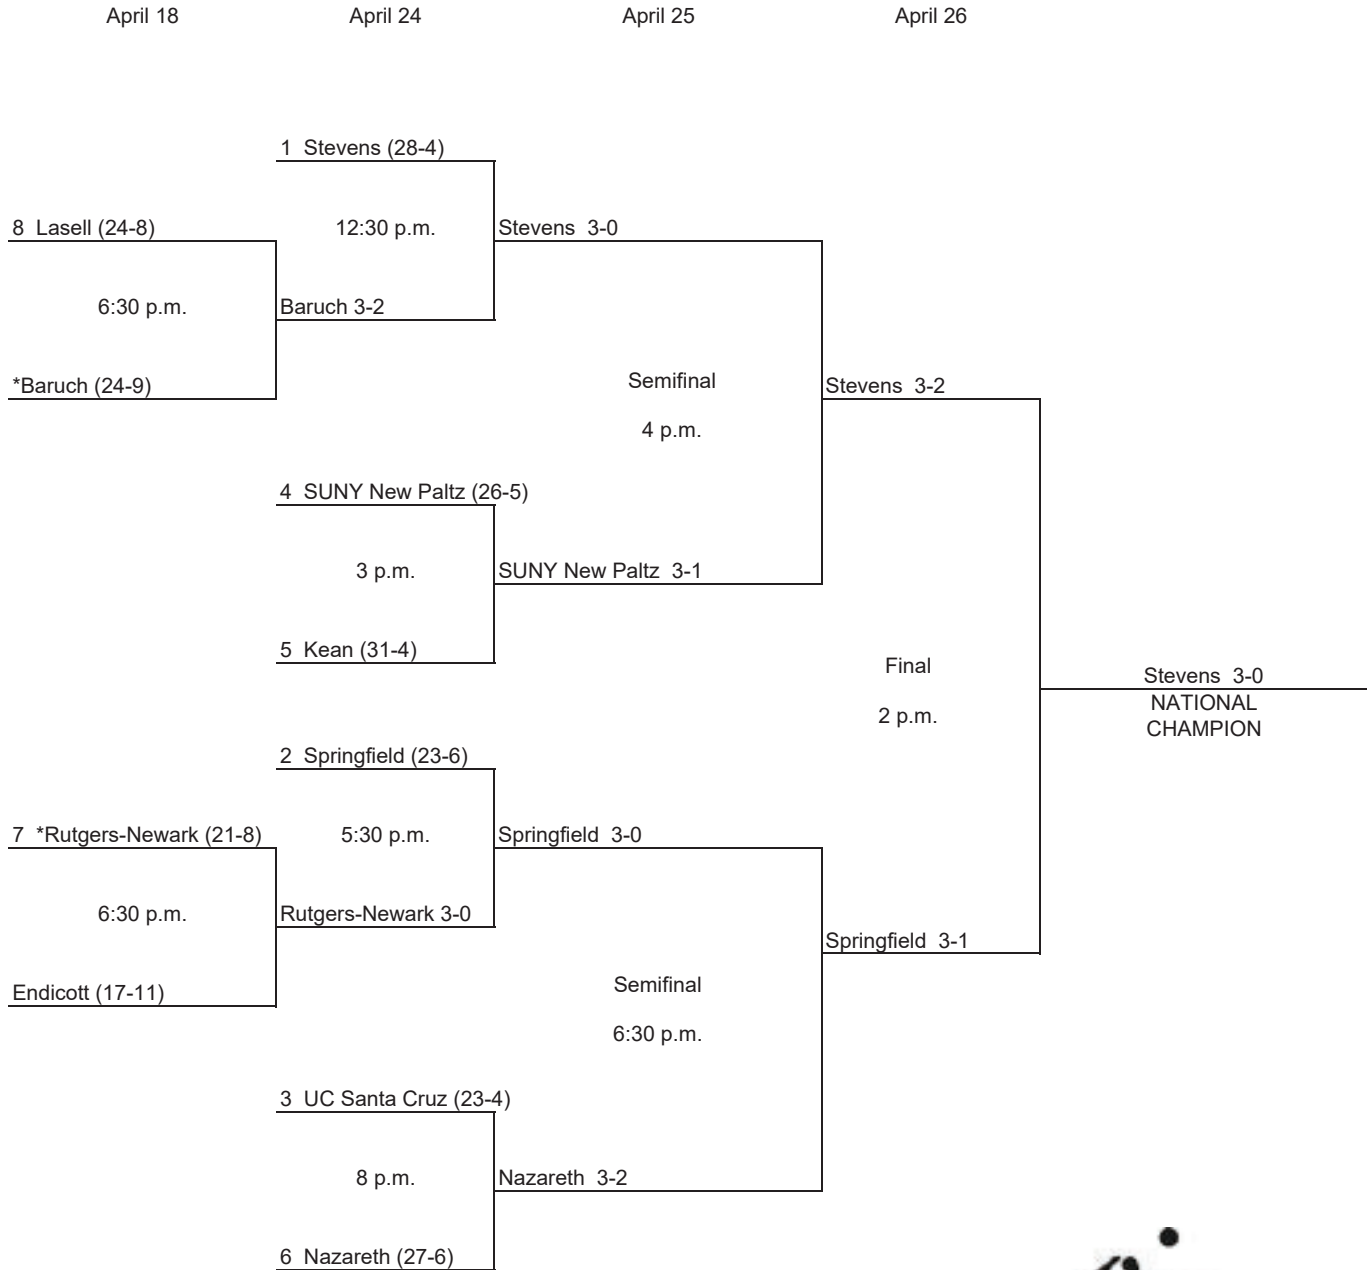 April 18
April 24
April 25
April 26
1 Stevens (28-4)
8 Lasell (24-8)
12:30 p.m.
Stevens 3-0
6:30 p.m.
Baruch 3-2
*Baruch (24-9)
Semifinal
4 p.m.
Stevens 3-2
4 SUNY New Paltz (26-5)
3 p.m.
SUNY New Paltz 3-1
5 Kean (31-4)
Final
2 p.m.
Stevens 3-0
NATIONAL
CHAMPION
2 Springfield (23-6)
7 *Rutgers-Newark (21-8)
5:30 p.m.
Springfield 3-0
6:30 p.m.
Rutgers-Newark 3-0
Springfield 3-1
Endicott (17-11)
Semifinal
6:30 p.m.
3 UC Santa Cruz (23-4)
8 p.m.
Nazareth 3-2
6 Nazareth (27-6)